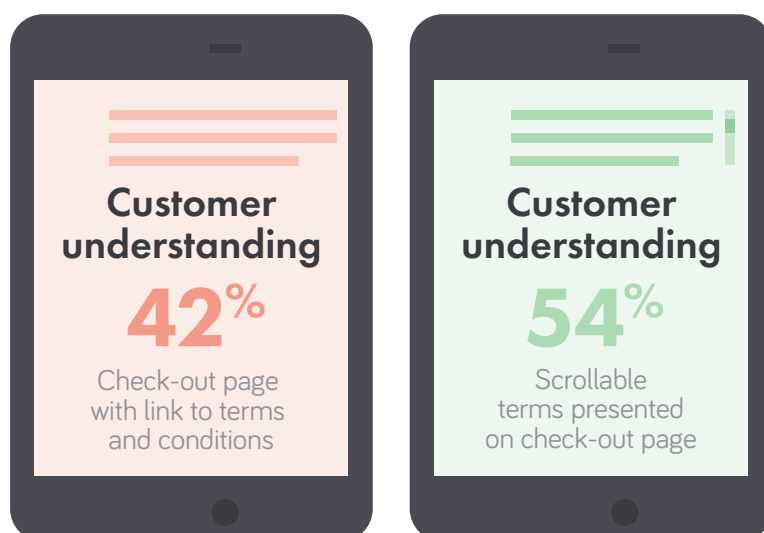 Customer
understanding
42%
Check-out page
with link to terms
and conditions
Customer
understanding
54%
Scrollable
terms presented
on check-out page